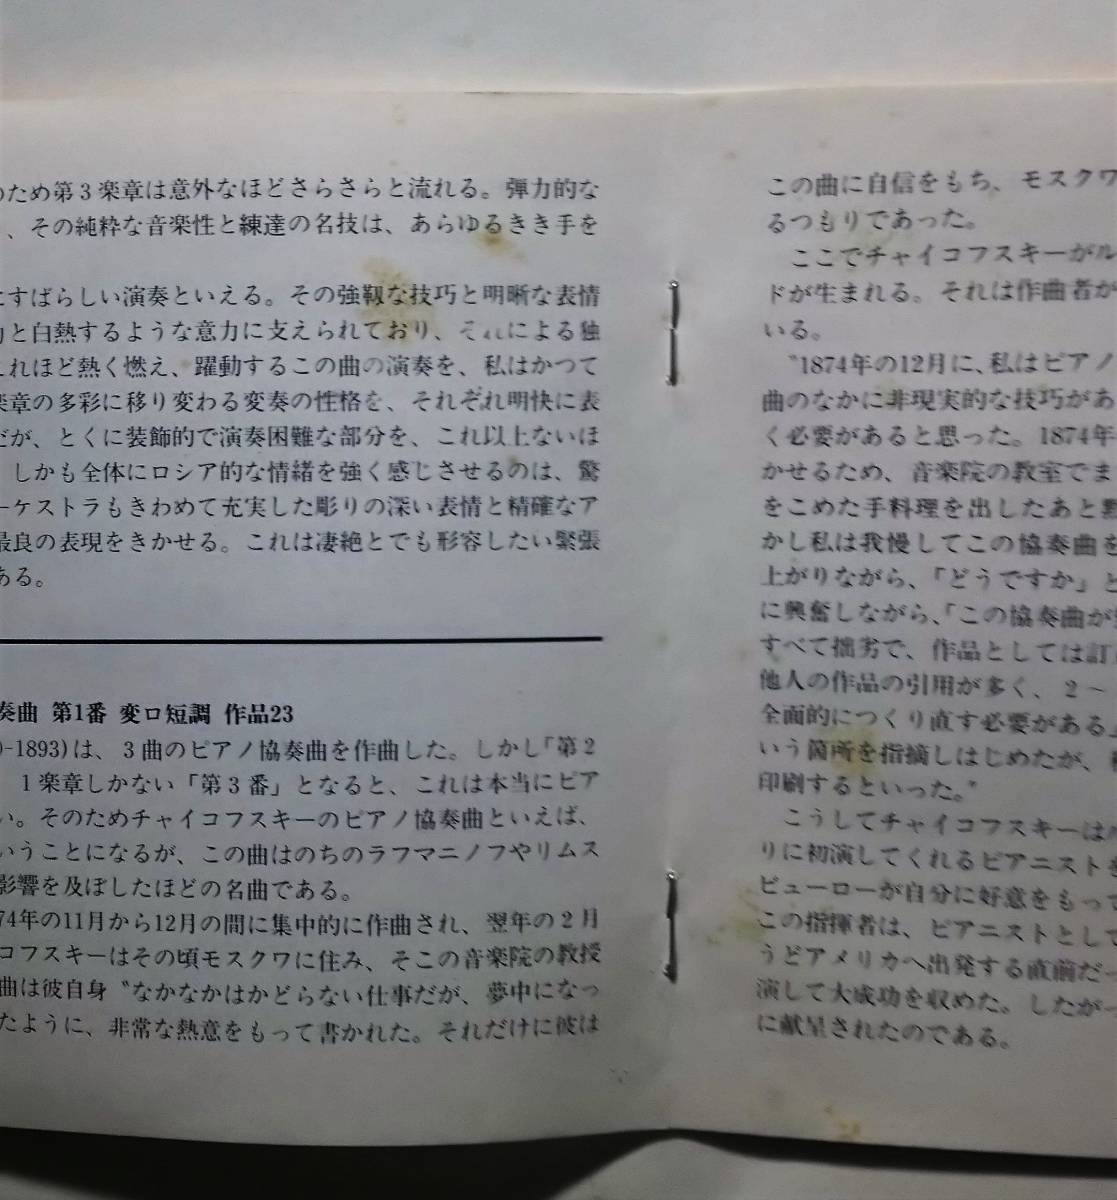 のため第3楽章は意外なほどさらさらと流れる。弾力的な
、その純粋な音楽性と練達の名技は、あらゆるきき手を
にすばらしい演奏といえる。その強靱な技巧と明晰な表情
と白熱するような意力に支えられており、それによる独
これほど熱く燃え、躍動するこの曲の演奏を、私はかつて
楽章の多彩に移り変わる変奏の性格を、それぞれ明快に表
だが、とくに装飾的で演奏困難な部分を、これ以上ないほ
しかも全体にロシア的な情緒を強く感じさせるのは、驚
ーケストラもきわめて充実した彫りの深い表情と精確なア
最良の表現をきかせる。これは凄絶とでも形容したい緊張
ある。
奏曲 第1番 変ロ短調 作品23
0-1893)は、3曲のピアノ協奏曲を作曲した。しかし「第2
1楽章しかない「第3番」となると、これは本当にピア
い。そのためチャイコフスキーのピアノ協奏曲といえば、
いうことになるが、この曲はのちのラフマニノフやリムス
影響を及ぼしたほどの名曲である。
74年の11月から12月の間に集中的に作曲され、翌年の2月
コフスキーはその頃モスクワに住み、そこの音楽院の教授
曲は彼自身〝なかなかはかどらない仕事だが、夢中になっ
たように、非常な熱意をもって書かれた。それだけに彼は
この曲に自信をもち、モスクワ
るつもりであった。
ここでチャイコフスキーがル
ドが生まれる。それは作曲者が
いる。
〝1874年の12月に、私はピアノ
曲のなかに非現実的な技巧があ
く必要があると思った。1874年
かせるため、音楽院の教室でま
をこめた手料理を出したあと黙
かし私は我慢してこの協奏曲を
上がりながら、「どうですか」と
に興奮しながら、「この協奏曲が
すべて拙劣で、作品としては訂
他人の作品の引用が多く、2〜
全面的につくり直す必要がある」
いう箇所を指摘しはじめたが、
印刷するといった。〟
こうしてチャイコフスキーはル
りに初演してくれるピアニストを
ビューローが自分に好意をもって
この指揮者は、ピアニストとして
うどアメリカへ出発する直前だっ
演して大成功を収めた。したがっ
に献呈されたのである。